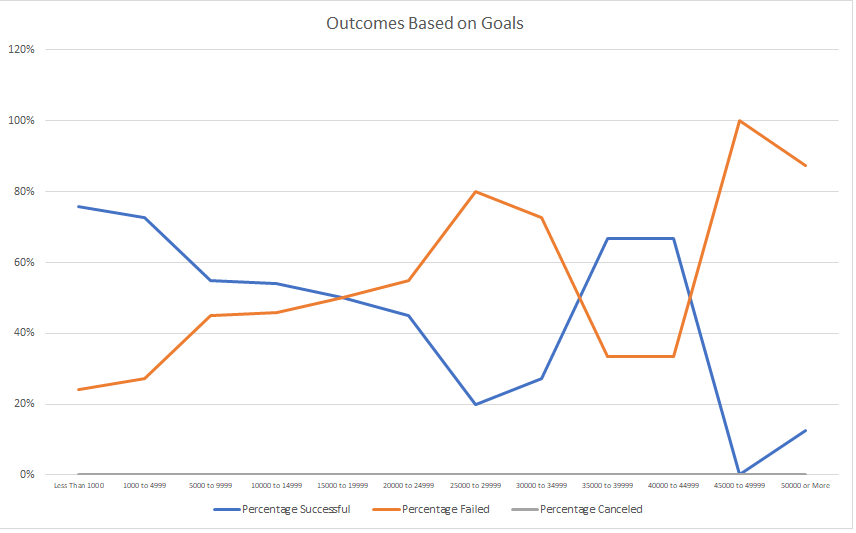 Outcomes Based on Goals
120%
100%
80%
60%
40%
20%
0%
Less Than 1000 1000 to 4999 5000 to 9999 10000 to 14999 15000 to 19999 20000 to 24999 25000 to 29999 30000 to 34999 35000 to 39999 40000 to 44999 45000 to 49999 50000 or More
Percentage Successful Percentage Failed Percentage Canceled